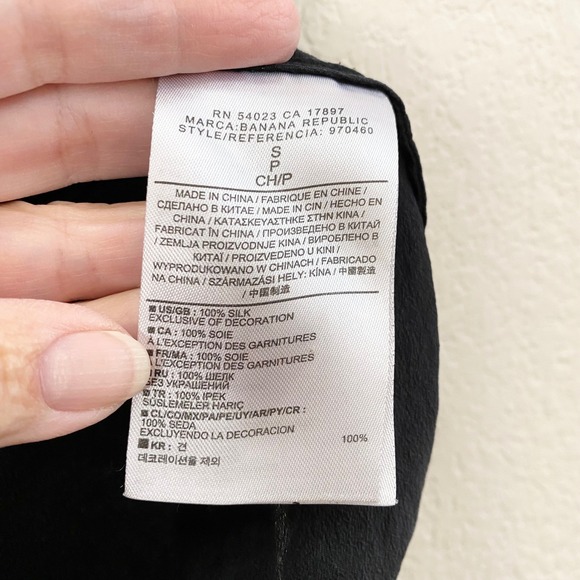 RN 54023 CA 17897
MARCA:BANANA REPUBLIC
STYLE/REFERENCIA: 970460
S
P
CH/P
MADE IN CHINA / FABRIQUE EN CHINE /
СДЕЛАНО В КИТАЕ / MADE IN CIN / HECHO EN
CHINA / ΚΑΤΑΣΚΕΥΑΣΤΗΚΕ ΣΤΗΝ ΚΙΝΑ /
FABRICAT ÎN CHINA / ПРОИЗВЕДЕНО В КИТАЙ
/ ZEMLJA PROIZVODNJE KINA / ВИРОБЛЕНО В
КИТАЇ / PROIZVEDENO U KINI /
WYPRODUKOWANO W CHINACH / FABRICADO
NA CHINA / SZÁRMAZÁSI HELY: KÍNA / 中國製造
/ 中国制造
US/GB : 100% SILK
EXCLUSIVE OF DECORATION
CA : 100% SOIE
À L'EXCEPTION DES GARNITURES
FR/MA : 100% SOIE
À L'EXCEPTION DES GARNITURES
RU : 100% ШЕЛК
БЕЗ УКРАШЕНИЙ
TR : 100% IPEK
SÜSLEMELER HARIÇ
CL/CO/MX/PA/PE/UY/AR/PY/CR :
100% SEDA
EXCLUYENDO LA DECORACION
KR : 견 100%
데코레이션을 제외